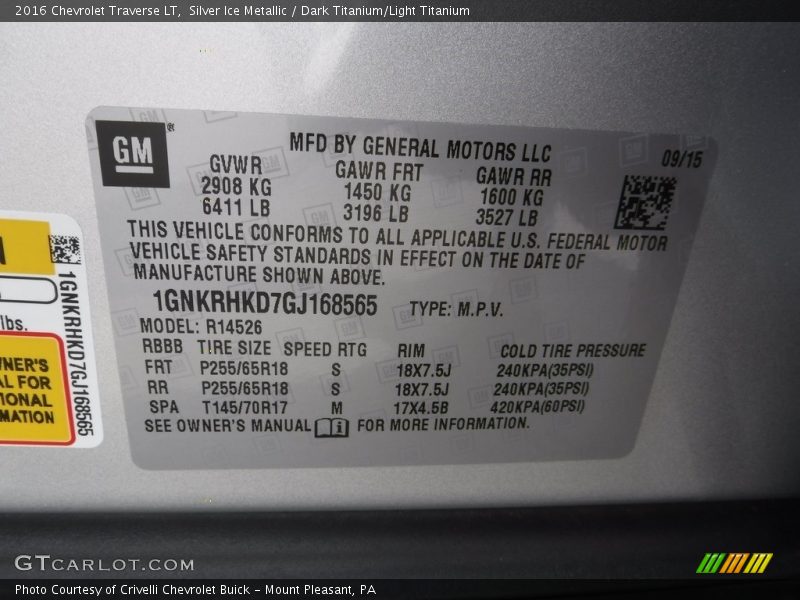 2016 Chevrolet Traverse LT, Silver Ice Metallic / Dark Titanium/Light Titanium
GM®
MFD BY GENERAL MOTORS LLC
09/15
GVWR GAWR FRT GAWR RR
2908 KG 1450 KG 1600 KG
6411 LB 3196 LB 3527 LB
THIS VEHICLE CONFORMS TO ALL APPLICABLE U.S. FEDERAL MOTOR
VEHICLE SAFETY STANDARDS IN EFFECT ON THE DATE OF
MANUFACTURE SHOWN ABOVE.
1GNKRHKD7GJ168565 TYPE: M.P.V.
MODEL: R14526
RBBB TIRE SIZE SPEED RTG RIM COLD TIRE PRESSURE
FRT P255/65R18 S 18X7.5J 240KPA(35PSI)
RR P255/65R18 S 18X7.5J 240KPA(35PSI)
SPA T145/70R17 M 17X4.5B 420KPA(60PSI)
SEE OWNER'S MANUAL i FOR MORE INFORMATION.
lbs.
WNER'S
AL FOR
IONAL
MATION
1GNKRHKD7GJ168565
GTCARLOT.COM
Photo Courtesy of Crivelli Chevrolet Buick - Mount Pleasant, PA